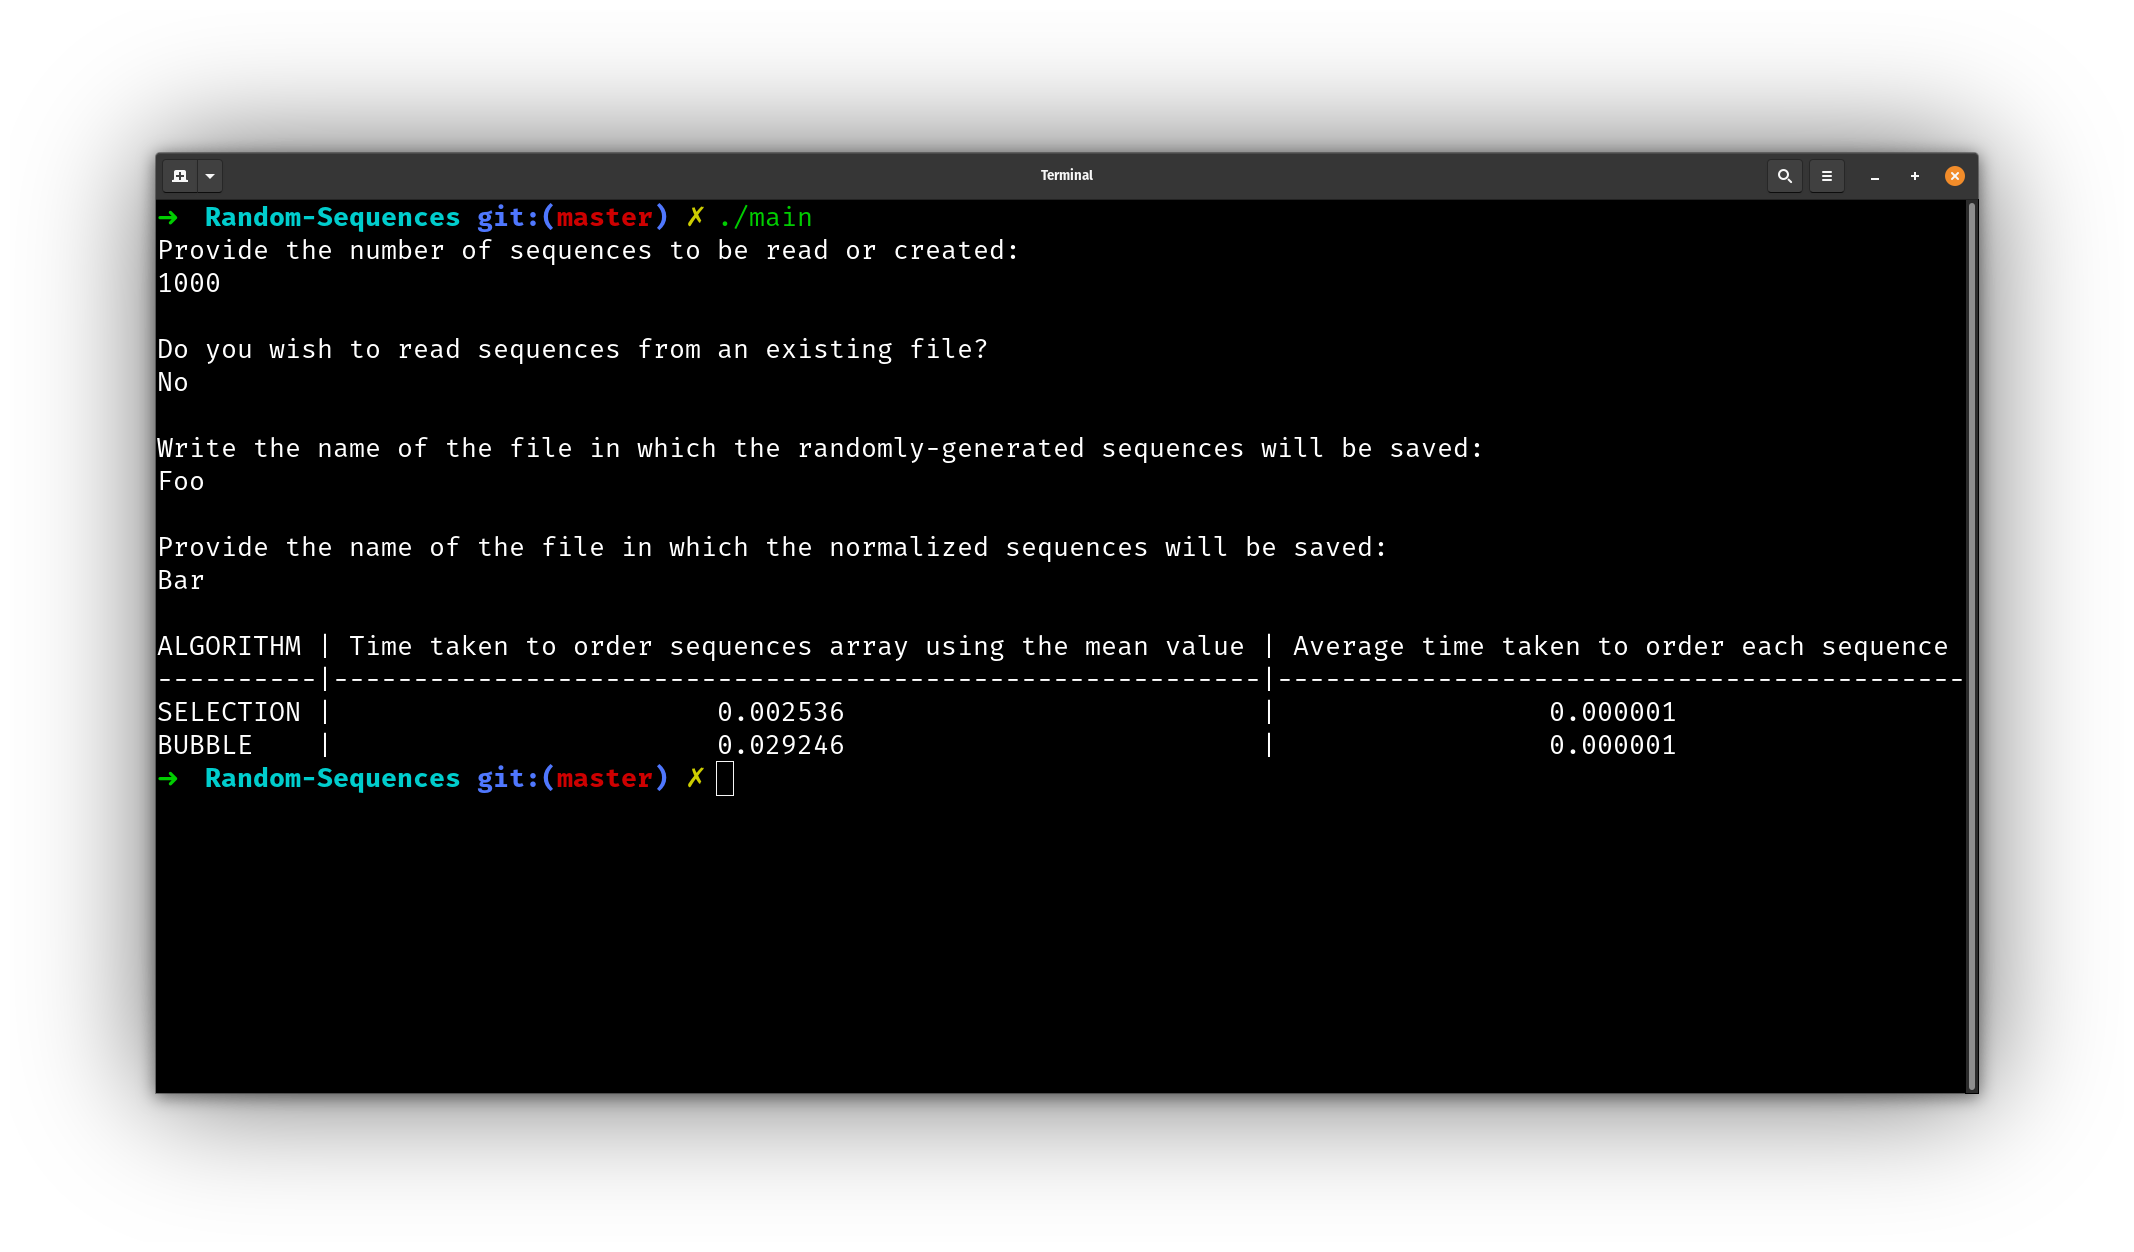 Terminal
➜  Random-Sequences git:(master) ✗ ./main
Provide the number of sequences to be read or created:
1000
Do you wish to read sequences from an existing file?
No
Write the name of the file in which the randomly-generated sequences will be saved:
Foo
Provide the name of the file in which the normalized sequences will be saved:
Bar
ALGORITHM | Time taken to order sequences array using the mean value | Average time taken to order each sequence
----------|----------------------------------------------------------|-------------------------------------------
SELECTION |                        0.002536                          |                 0.000001
BUBBLE    |                        0.029246                          |                 0.000001
➜  Random-Sequences git:(master) ✗